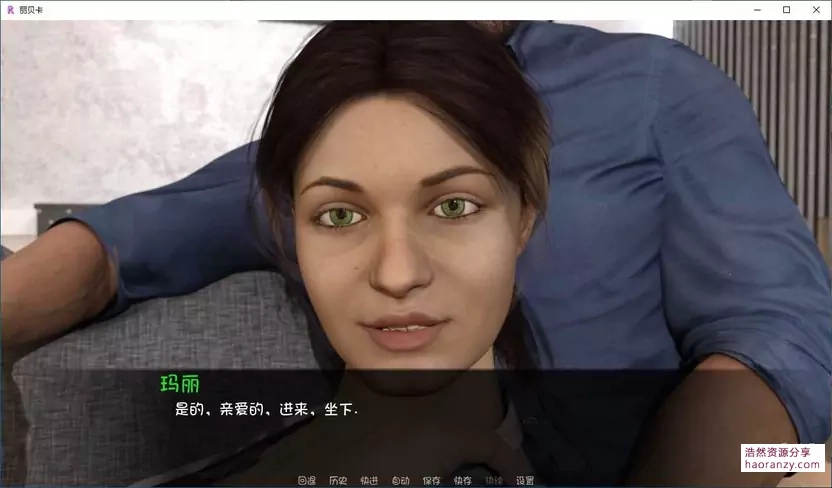 丽贝卡
玛丽
是的，亲爱的，进来，坐下.
回退 历史 快进 自动 保存 快存 快读 设置
浩然资源分享
haoranzy.com